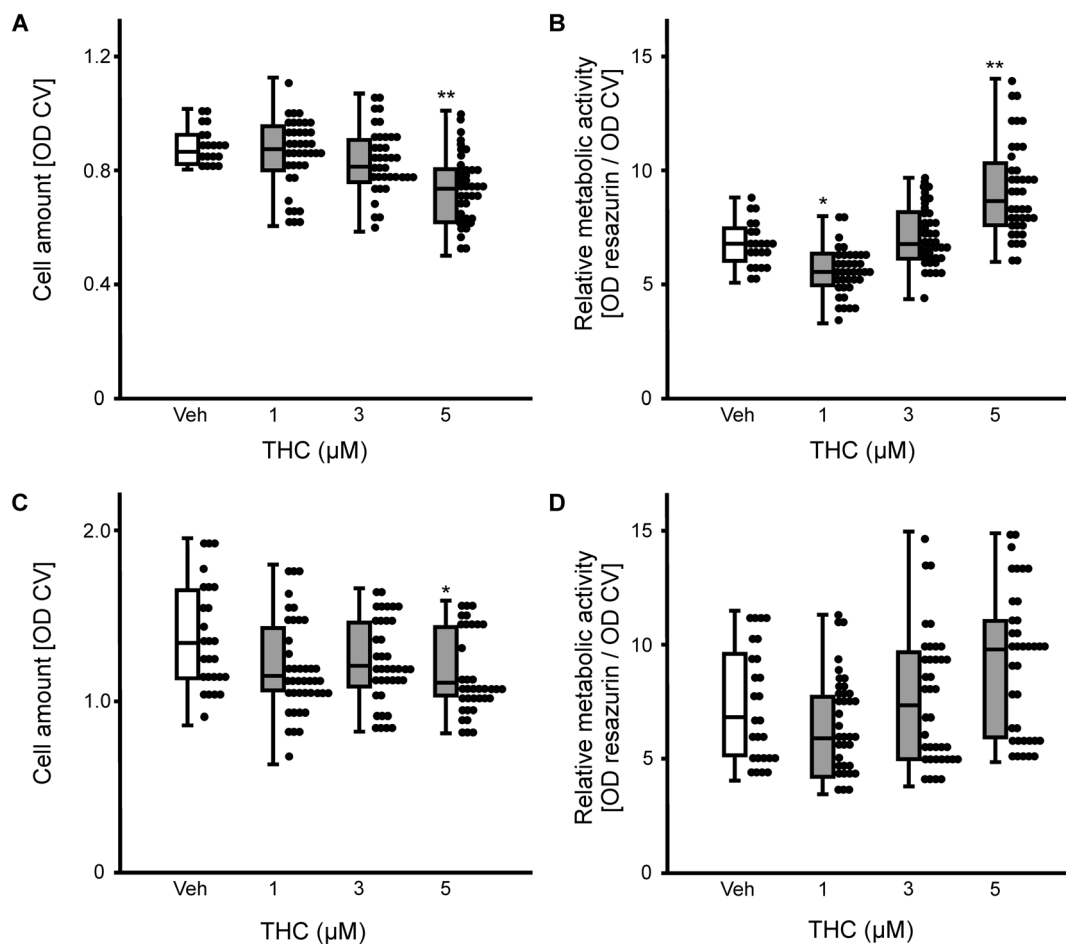 A
Cell amount [OD CV]
1.2
0.8
0.4
0
**
Veh
1
3
5
THC (µM)
B
Relative metabolic activity
[OD resazurin / OD CV]
15
10
5
0
*
**
Veh
1
3
5
THC (µM)
C
Cell amount [OD CV]
2.0
1.0
0
*
Veh
1
3
5
THC (µM)
D
Relative metabolic activity
[OD resazurin / OD CV]
15
10
5
0
Veh
1
3
5
THC (µM)